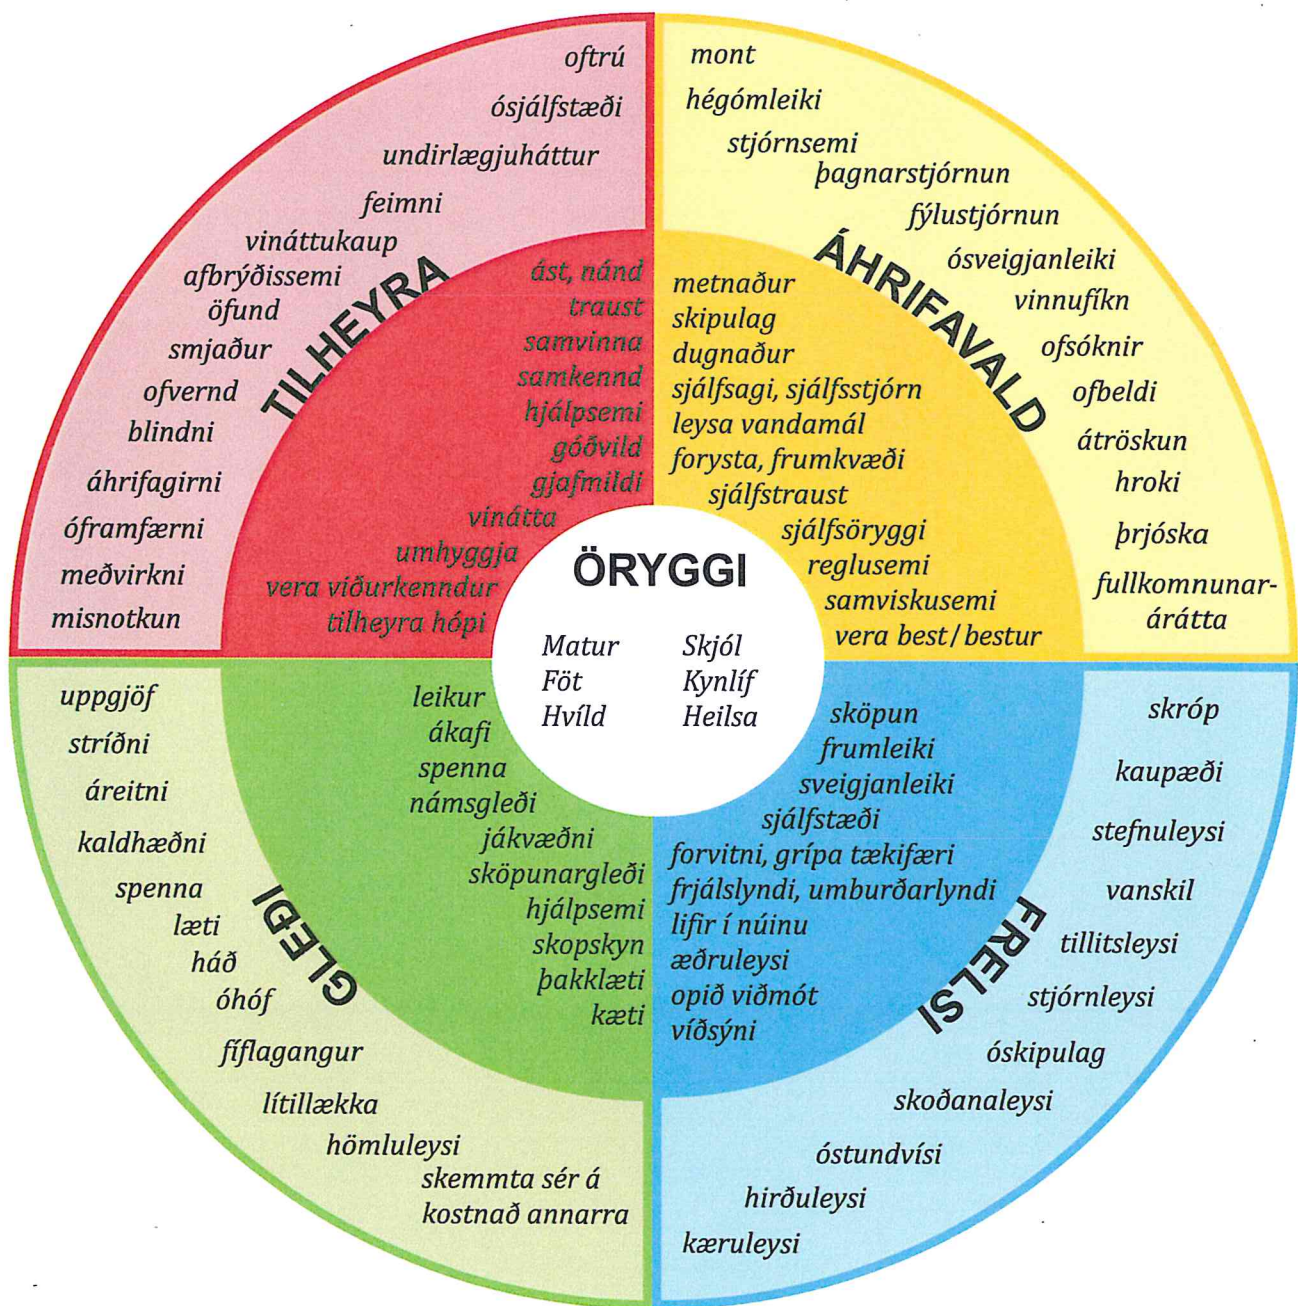 oftrú
ósjálfstæði
undirlægjuháttur
feimni
vináttukaup
afbrýðissemi
öfund
smjaður
ofvernd
blindni
áhrifagirni
óframfærni
meðvirkni
misnotkun
TILHEYRA
ást, nánd
traust
samvinna
samkennd
hjálpsemi
góðvild
gjafmildi
vinátta
umhyggja
vera viðurkenndur
tilheyra hópi
mont
hégómleiki
stjórnsemi
þagnarstjórnun
fýlustjórnun
ósveigjanleiki
vinnufíkn
ofsóknir
ofbeldi
átröskun
hroki
þrjóska
fullkomnunar-
árátta
ÁHRIFAVALD
metnaður
skipulag
dugnaður
sjálfsagi, sjálfsstjórn
leysa vandamál
forysta, frumkvæði
sjálfstraust
sjálfsöryggi
reglusemi
samviskusemi
vera best/bestur
ÖRYGGI
Matur Skjól
Föt Kynlíf
Hvíld Heilsa
uppgjöf
stríðni
áreitni
kaldhæðni
spenna
læti
háð
óhóf
fíflagangur
lítillækka
hömluleysi
skemmta sér á
kostnað annarra
GLEÐI
leikur
ákafi
spenna
námsgleði
jákvæðni
sköpunargleði
hjálpsemi
skopskyn
þakklæti
kæti
sköpun
frumleiki
sveigjanleiki
sjálfstæði
forvitni, grípa tækifæri
frjálslyndi, umburðarlyndi
lifir í núinu
æðruleysi
opið viðmót
víðsýni
FRELSI
skróp
kaupæði
stefnuleysi
vanskil
tillitsleysi
stjórnleysi
óskipulag
skoðanaleysi
óstundvísi
hirðuleysi
kæruleysi